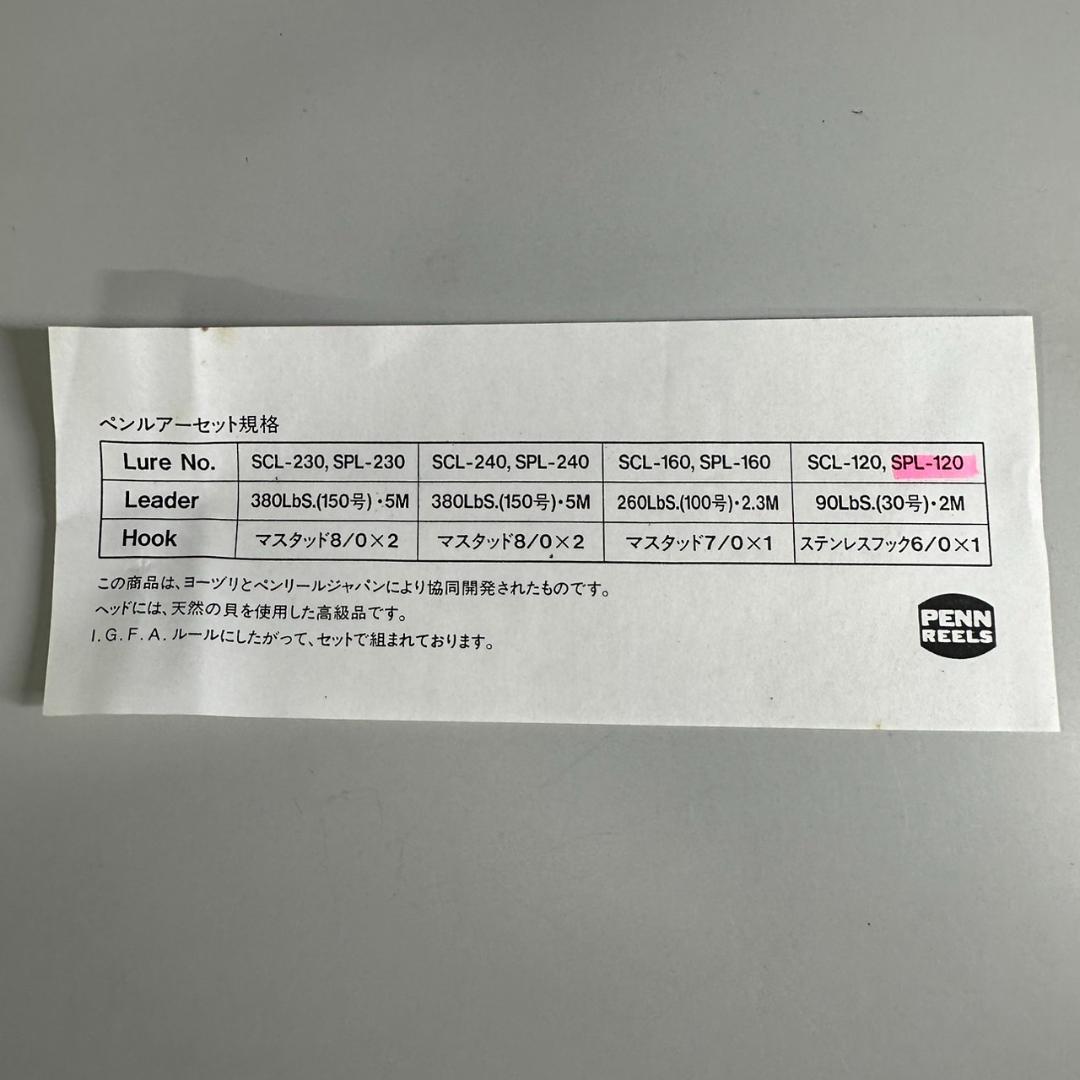 ペンルアーセット規格
Lure No. SCL-230, SPL-230 SCL-240, SPL-240 SCL-160, SPL-160 SCL-120, SPL-120
Leader 380LbS.(150号)・5M 380LbS.(150号)・5M 260LbS.(100号)・2.3M 90LbS.(30号)・2M
Hook マスタッド8/0×2 マスタッド8/0×2 マスタッド7/0×1 ステンレスフック6/0×1
この商品は、ヨーヅリとペンリールジャパンにより協同開発されたものです。
ヘッドには、天然の貝を使用した高級品です。
I.G.F.A.ルールにしたがって、セットで組まれております。
PENN
REELS